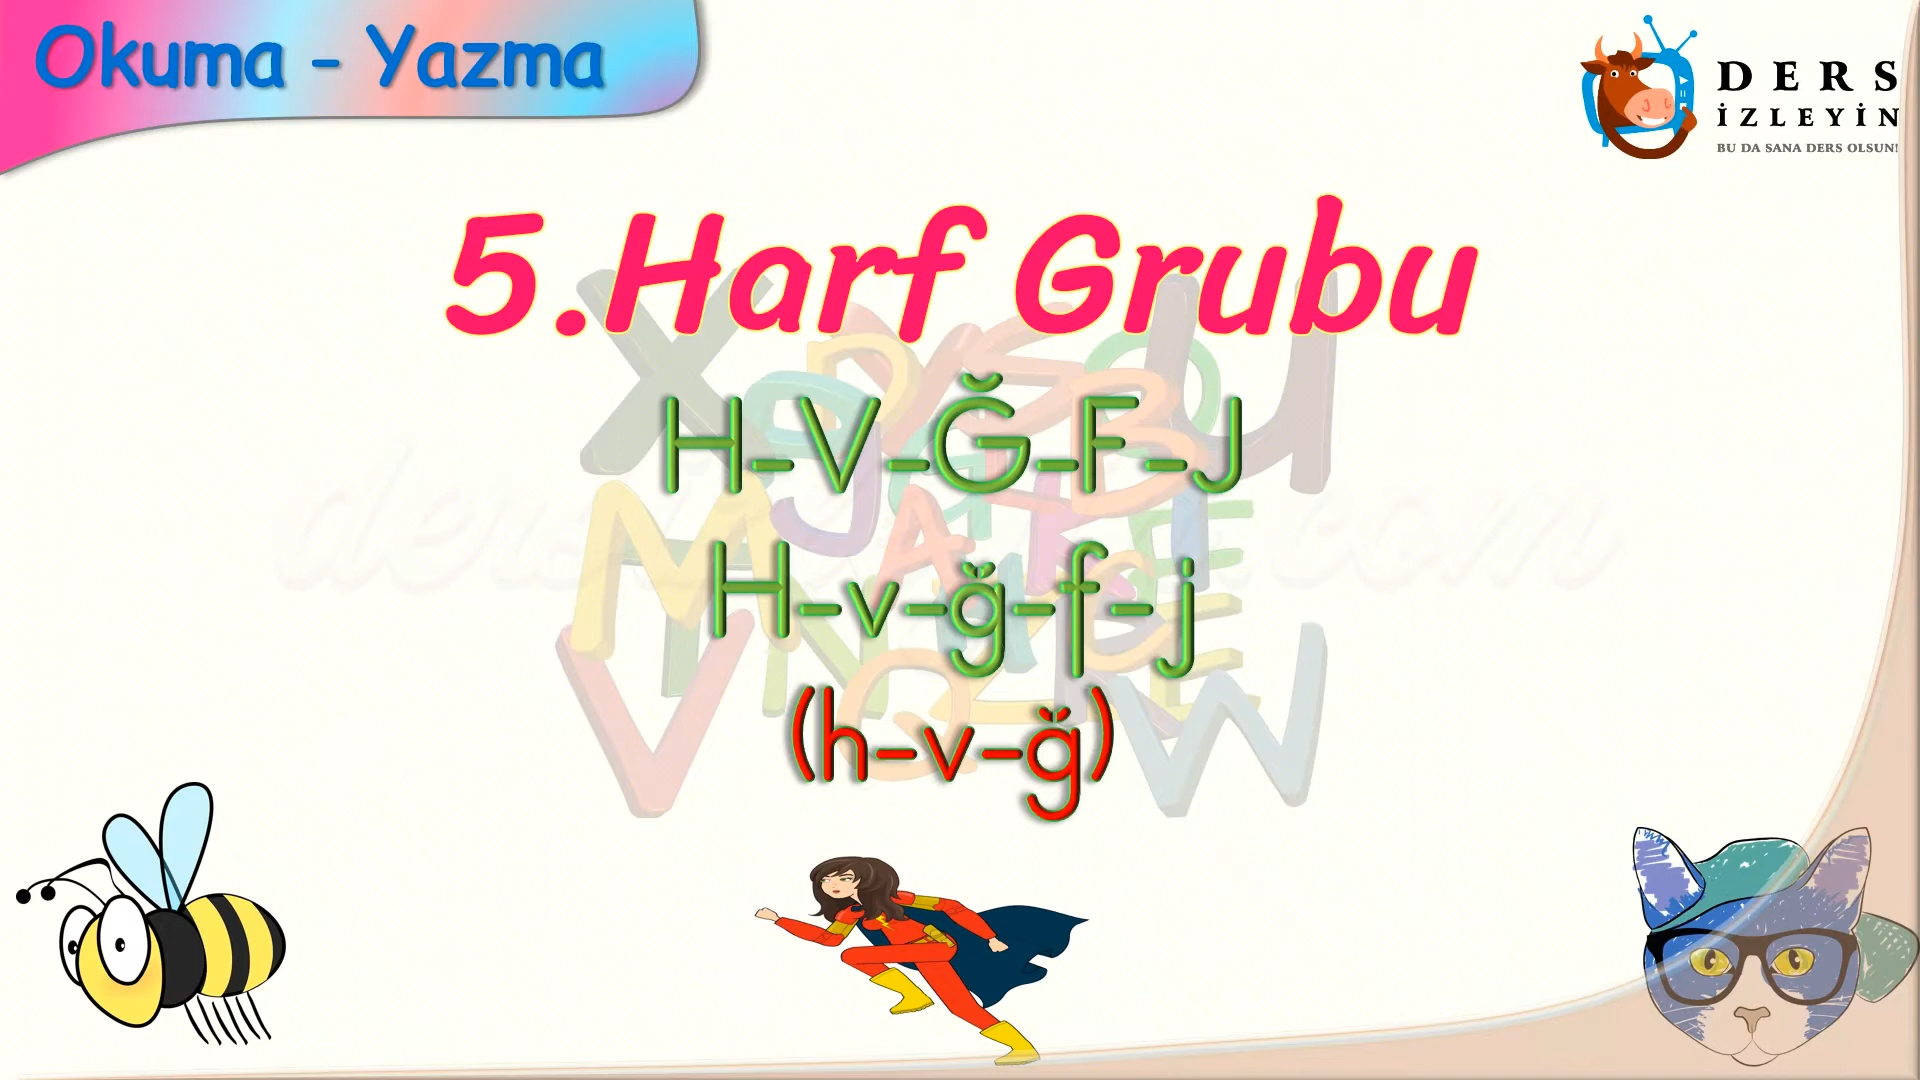 Okuma - Yazma
DERS
İZLEYİN
BU DA SANA DERS OLSUN!
5.Harf Grubu
H-V-Ğ-F-J
H-v-ğ-f-j
(h-v-ğ)